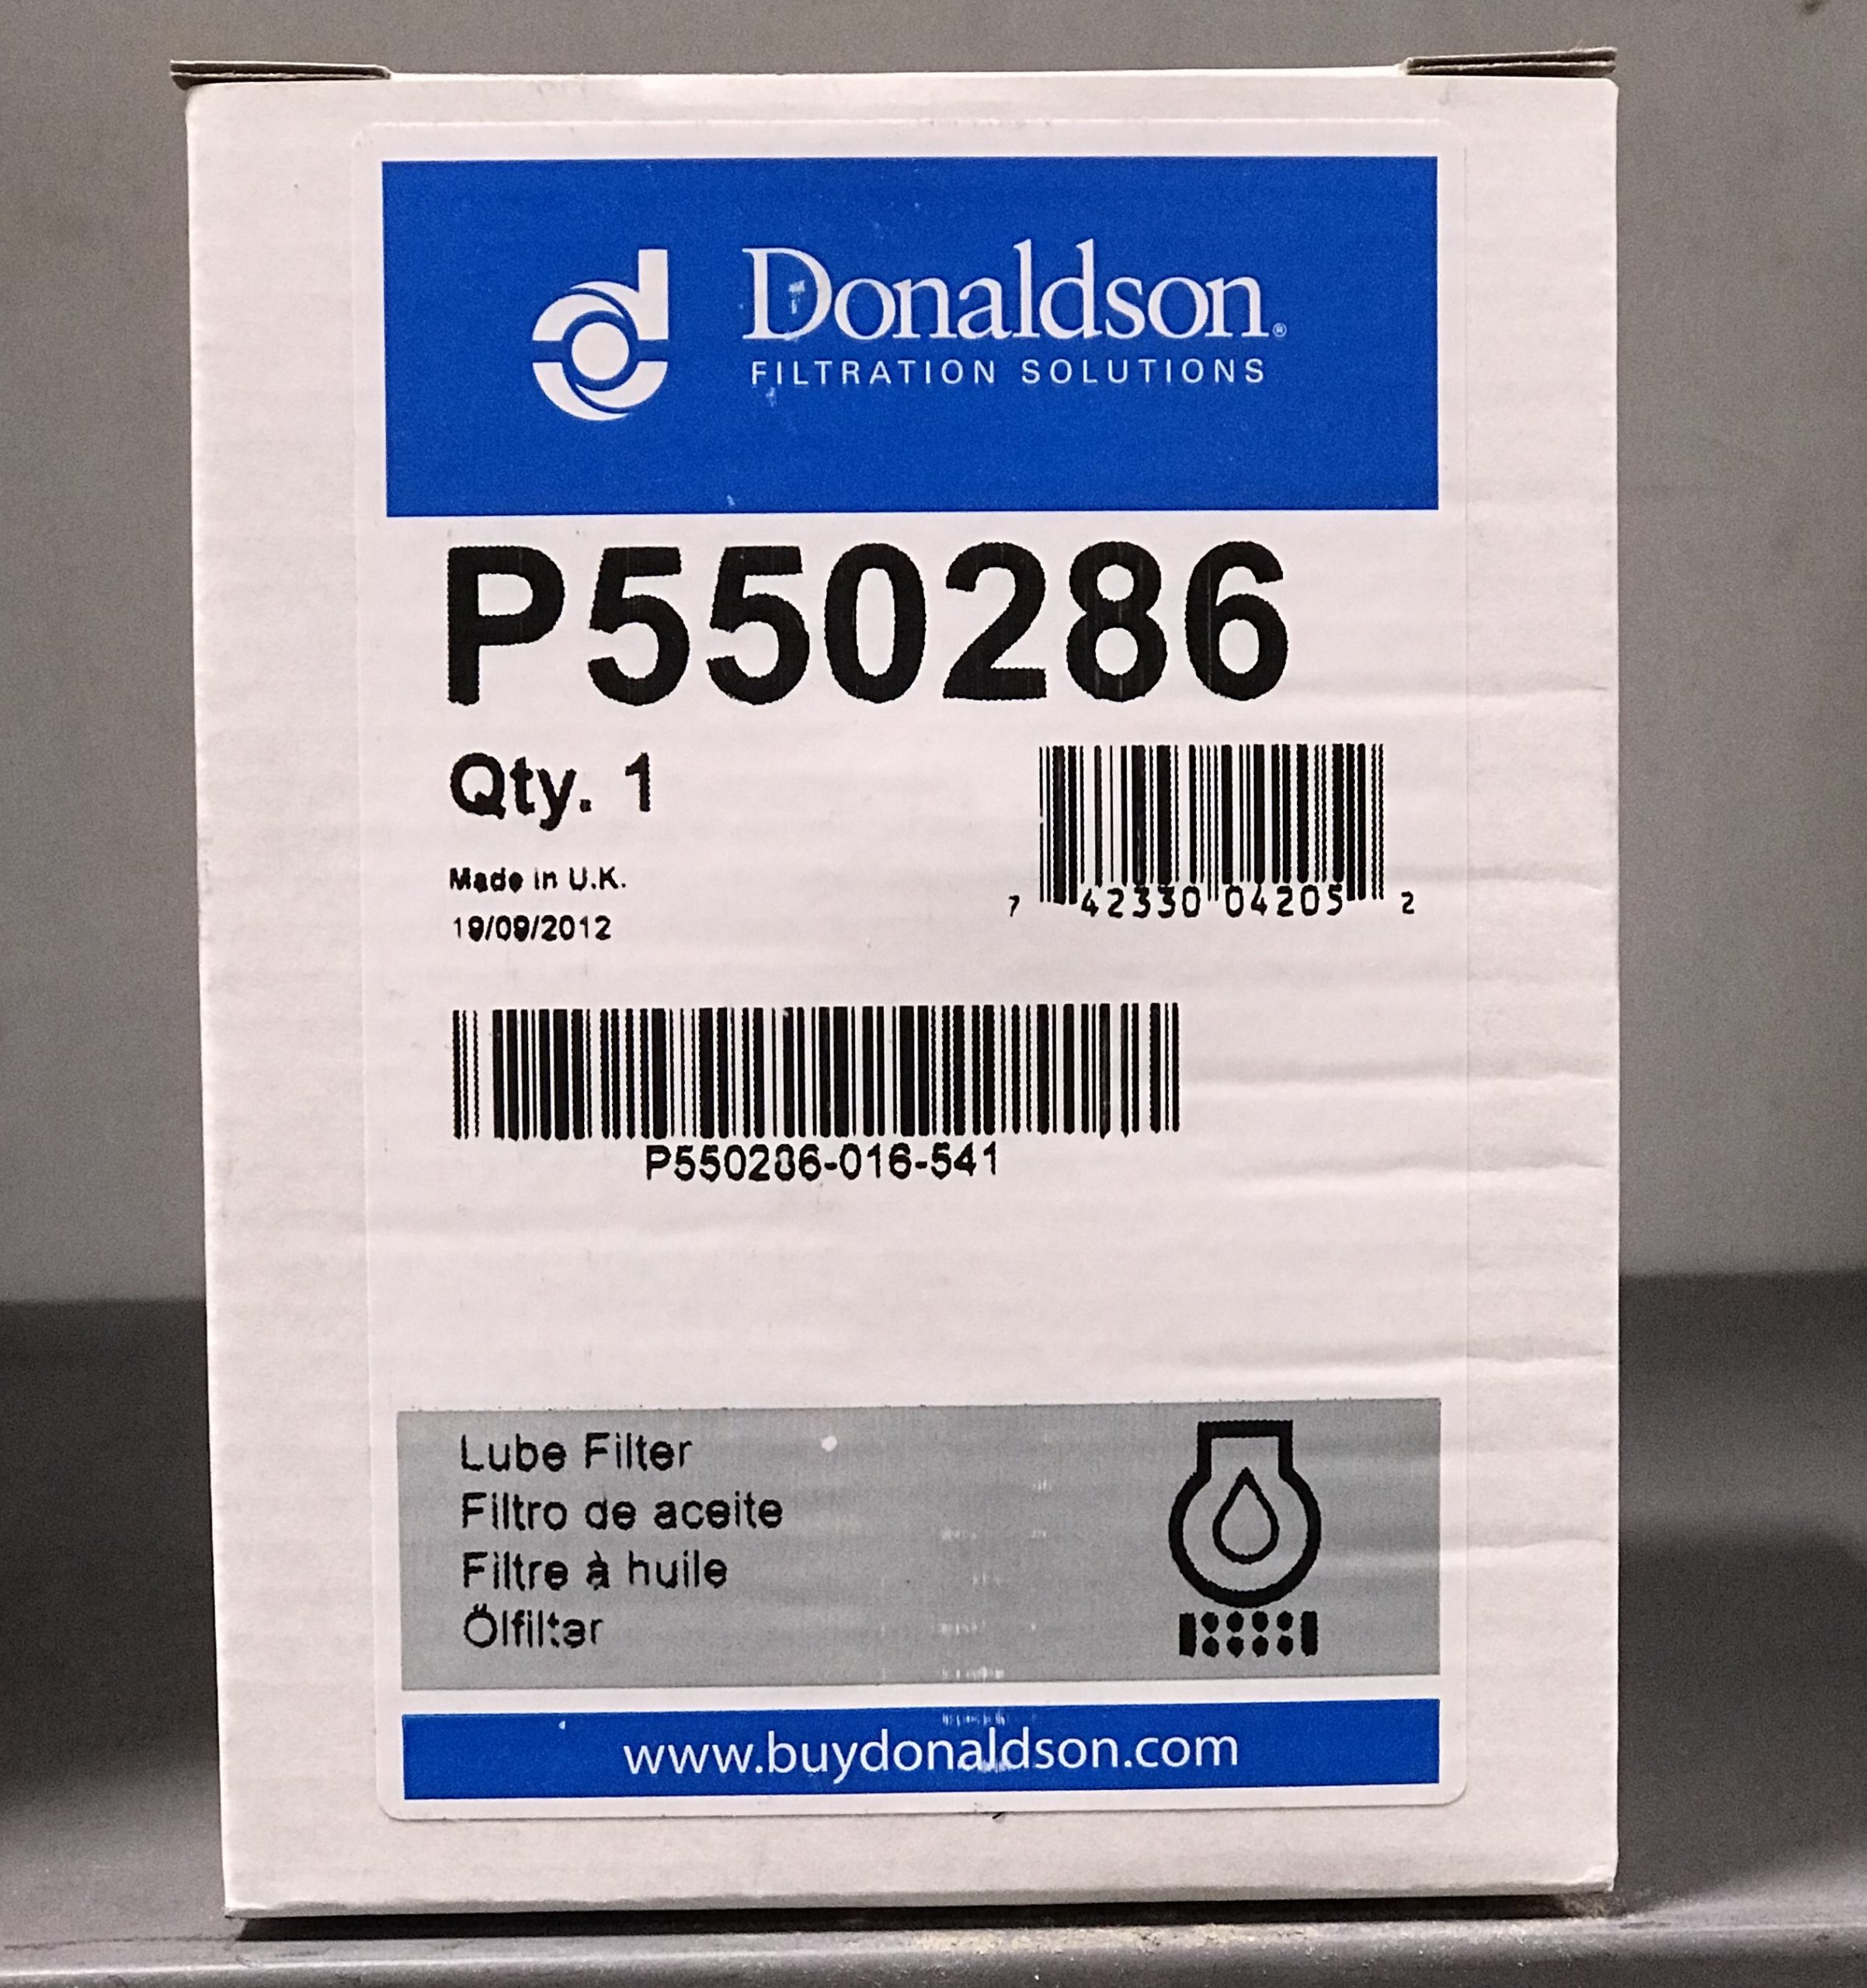 Donaldson®
FILTRATION SOLUTIONS
P550286
Qty. 1
Made in U.K.
19/09/2012
7 42330 04205 2
P550286-016-541
Lube Filter
Filtro de aceite
Filtre à huile
Ölfilter
www.buydonaldson.com